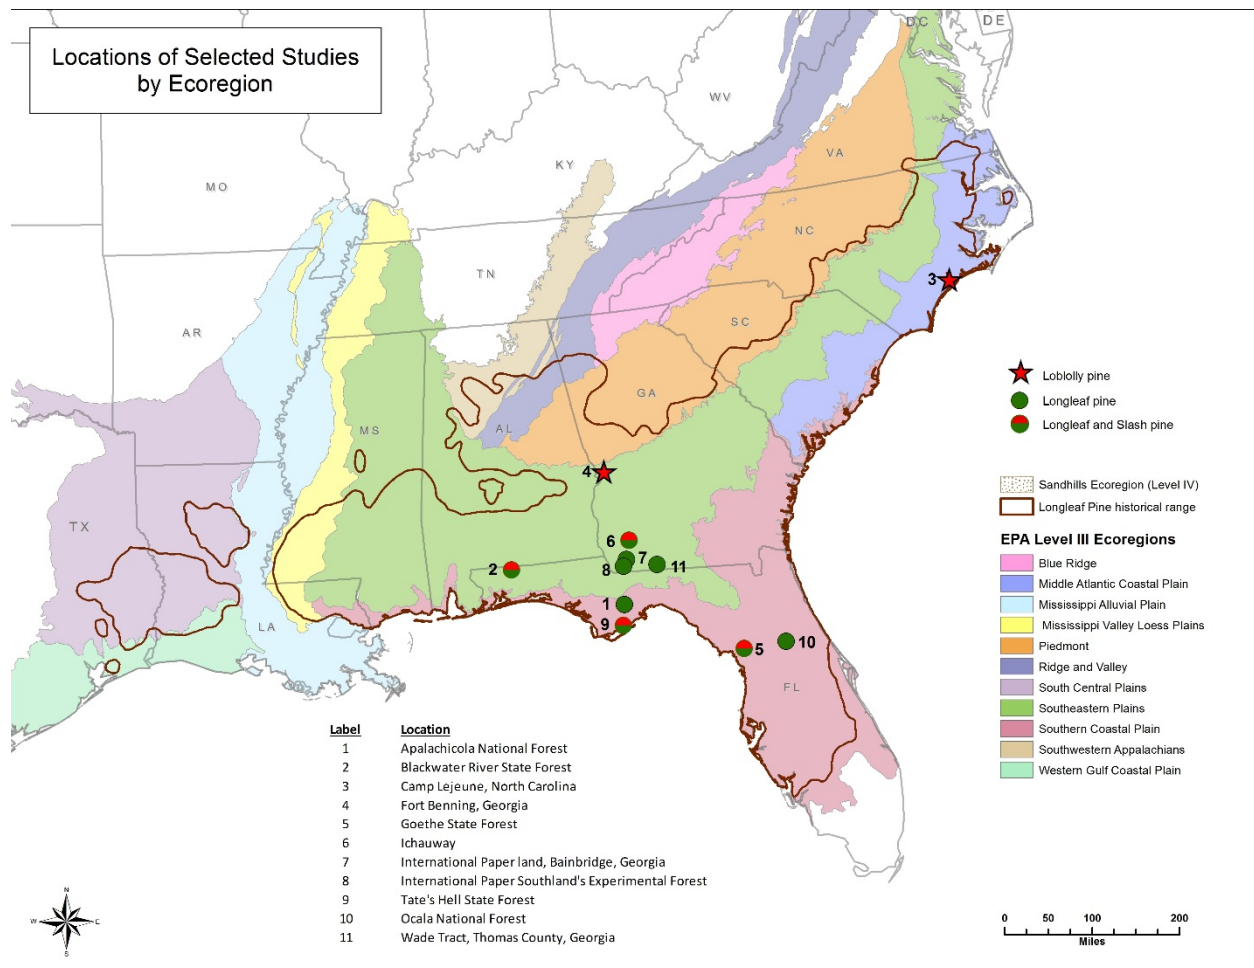 Locations of Selected Studies
by Ecoregion
DC
DE
WV
VA
KY
MO
NC
TN
3
AR
SC
GA
MS
AL
4
TX
6
7
2
8
11
1
9
LA
5
10
FL
Loblolly pine
Longleaf pine
Longleaf and Slash pine
Sandhills Ecoregion (Level IV)
Longleaf Pine historical range
EPA Level III Ecoregions
Blue Ridge
Middle Atlantic Coastal Plain
Mississippi Alluvial Plain
Mississippi Valley Loess Plains
Piedmont
Ridge and Valley
South Central Plains
Southeastern Plains
Southern Coastal Plain
Southwestern Appalachians
Western Gulf Coastal Plain
Label Location
1 Apalachicola National Forest
2 Blackwater River State Forest
3 Camp Lejeune, North Carolina
4 Fort Benning, Georgia
5 Goethe State Forest
6 Ichauway
7 International Paper land, Bainbridge, Georgia
8 International Paper Southland's Experimental Forest
9 Tate's Hell State Forest
10 Ocala National Forest
11 Wade Tract, Thomas County, Georgia
N
W E
S
0 50 100 200
Miles